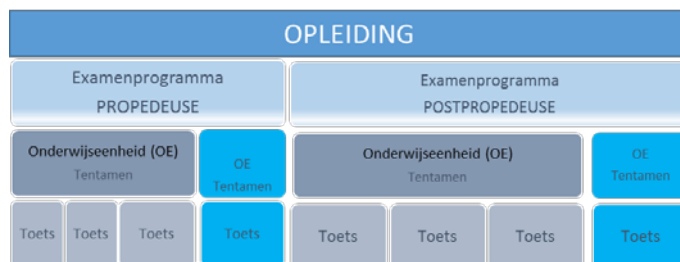 OPLEIDING
Examenprogramma
PROPEDEUSE
Examenprogramma
POSTPROPEDEUSE
Onderwijseenheid (OE)
Tentamen
OE
Tentamen
Onderwijseenheid (OE)
Tentamen
OE
Tentamen
Toets Toets Toets Toets Toets Toets Toets Toets